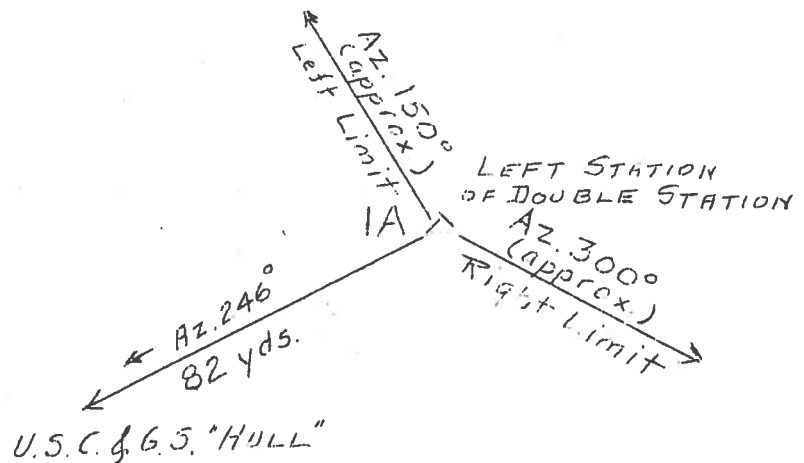 Az. 150°
(approx)
Left Limit
LEFT STATION
OF DOUBLE STATION
1A
Az. 300°
(approx.)
Right Limit
Az. 246°
82 yds.
U.S.C. & G.S. "HULL"